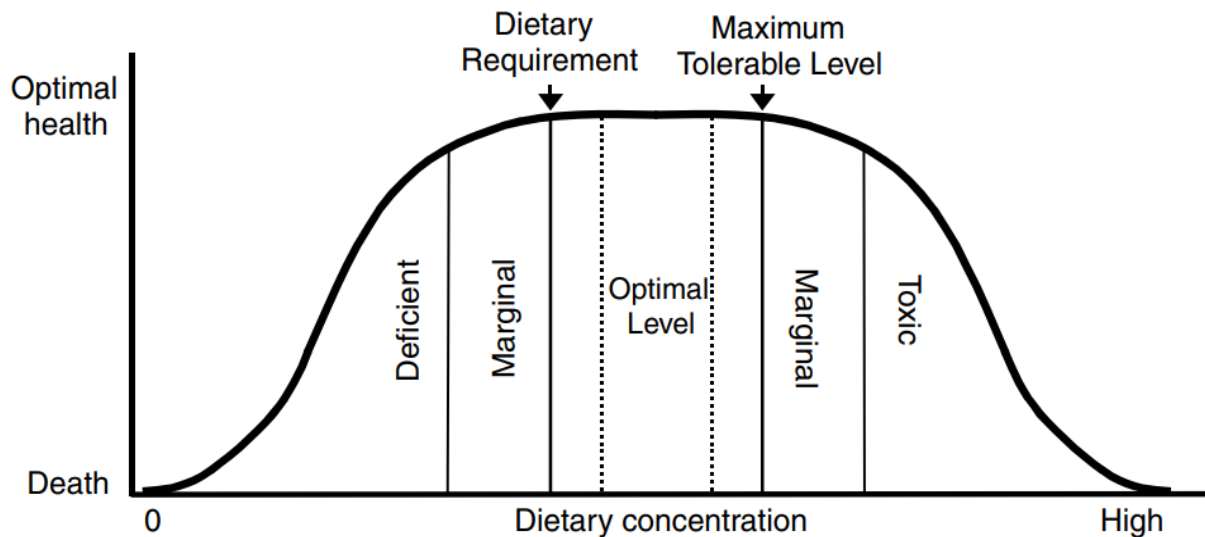 Dietary
Requirement
Maximum
Tolerable Level
Optimal
health
Deficient
Marginal
Optimal
Level
Marginal
Toxic
Death
0
Dietary concentration
High